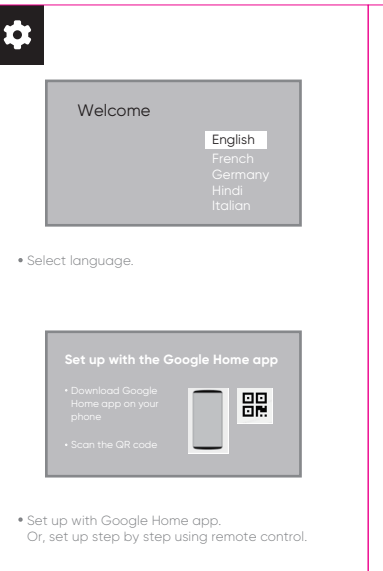 Welcome
English
French
Germany
Hindi
Italian
• Select language.
Set up with the Google Home app
• Download Google
Home app on your
phone
• Scan the QR code
• Set up with Google Home app.
Or, set up step by step using remote control.